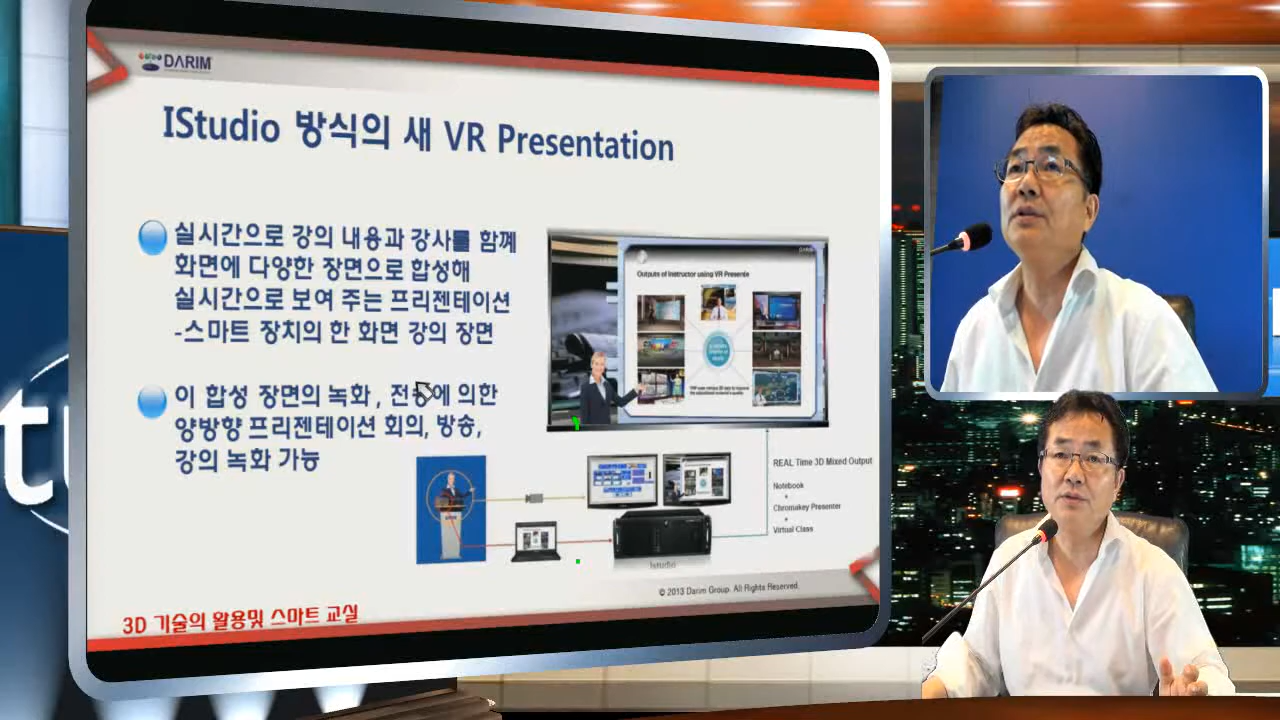 DARIM
IStudio 방식의 새 VR Presentation
실시간으로 강의 내용과 강사를 함께
화면에 다양한 장면으로 합성해
실시간으로 보여 주는 프리젠테이션
-스마트 장치의 한 화면 강의 장면
이 합성 장면의 녹화 , 전송에 의한
양방향 프리젠테이션 회의, 방송,
강의 녹화 가능
DARIM
Outputs of Instructor using VR Presente
REAL Time 3D Mixed Output
Notebook
+
Chromakey Presenter
+
Virtual Class
Istudio
© 2013 Darim Group. All Rights Reserved.
3D 기술의 활용및 스마트 교실
tu